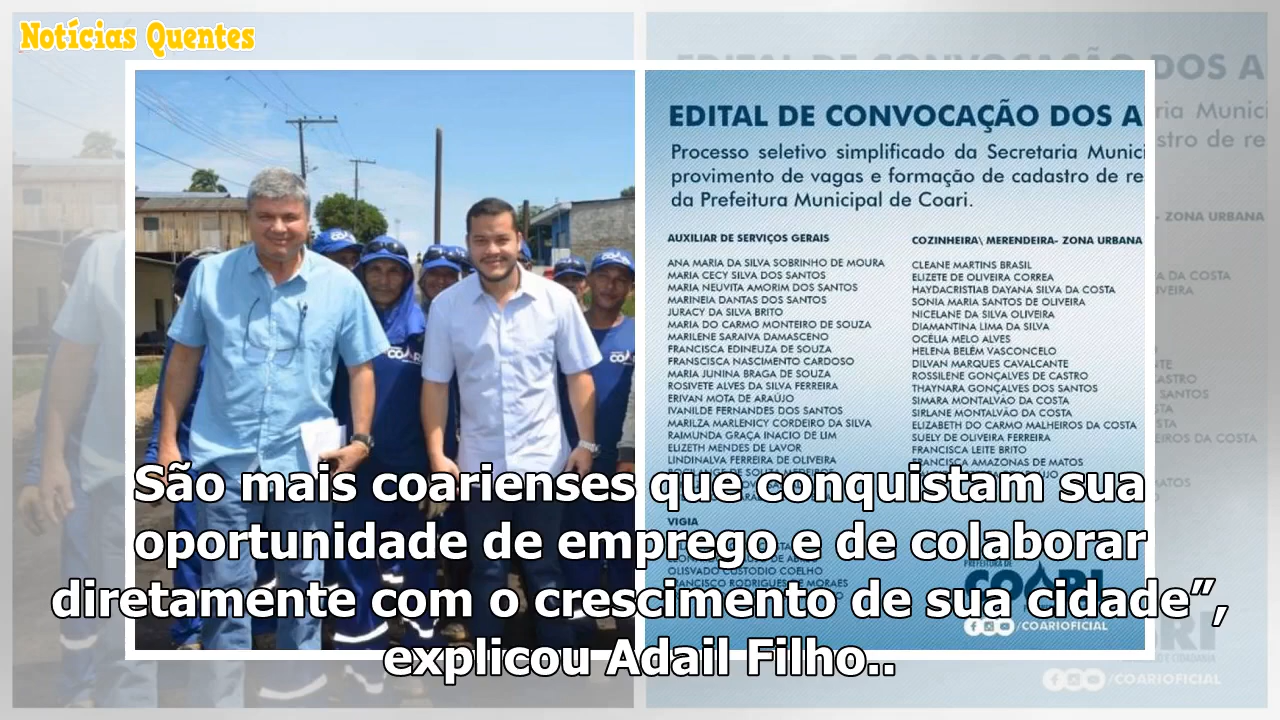 Notícias Quentes
EDITAL DE CONVOCAÇÃO DOS A
Processo seletivo simplificado da Secretaria Munici
provimento de vagas e formação de cadastro de re
da Prefeitura Municipal de Coari.
AUXILIAR DE SERVIÇOS GERAIS
ANA MARIA DA SILVA SOBRINHO DE MOURA
MARIA CECY SILVA DOS SANTOS
MARIA NEUVITA AMORIM DOS SANTOS
MARINEIA DANTAS DOS SANTOS
JURACY DA SILVA BRITO
MARIA DO CARMO MONTEIRO DE SOUZA
MARILENE SARAIVA DAMASCENO
FRANCISCA EDINEUZA DE SOUZA
FRANSCISCA NASCIMENTO CARDOSO
MARIA JUNINA BRAGA DE SOUZA
ROSIVETE ALVES DA SILVA FERREIRA
ERIVAN MOTA DE ARAÚJO
IVANILDE FERNANDES DOS SANTOS
MARILZA MARLENICY CORDEIRO DA SILVA
RAIMUNDA GRAÇA INACIO DE LIM
ELIZETH MENDES DE LAVOR
LINDINALVA FERREIRA DE OLIVEIRA
VIGIA
OLISVADO CUSTODIO COELHO
FRANCISCO RODRIGUES DE MORAES
COZINHEIRA\ MERENDEIRA- ZONA URBANA
CLEANE MARTINS BRASIL
ELIZETE DE OLIVEIRA CORREA
HAYDACRISTIAB DAYANA SILVA DA COSTA
SONIA MARIA SANTOS DE OLIVEIRA
NICELANE DA SILVA OLIVEIRA
DIAMANTINA LIMA DA SILVA
OCÉLIA MELO ALVES
HELENA BELÉM VASCONCELO
DILVAN MARQUES CAVALCANTE
ROSSILENE GONÇALVES DE CASTRO
THAYNARA GONÇALVES DOS SANTOS
SIMARA MONTALVÃO DA COSTA
SIRLANE MONTALVÃO DA COSTA
ELIZABETH DO CARMO MALHEIROS DA COSTA
SUELY DE OLIVEIRA FERREIRA
FRANCISCA LEITE BRITO
FRANCISCA AMAZONAS DE MATOS
PREFEITURA DE
COARI
/COARIOFICIAL
São mais coarienses que conquistam sua
oportunidade de emprego e de colaborar
diretamente com o crescimento de sua cidade”,
explicou Adail Filho..